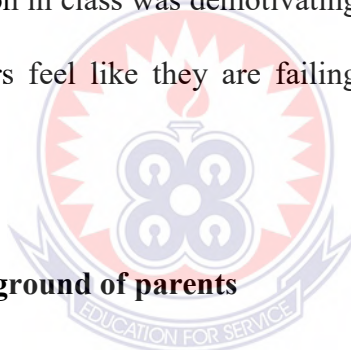 on in class was demotivating
rs feel like they are failing
ground of parents
EDUCATION FOR SERVICE